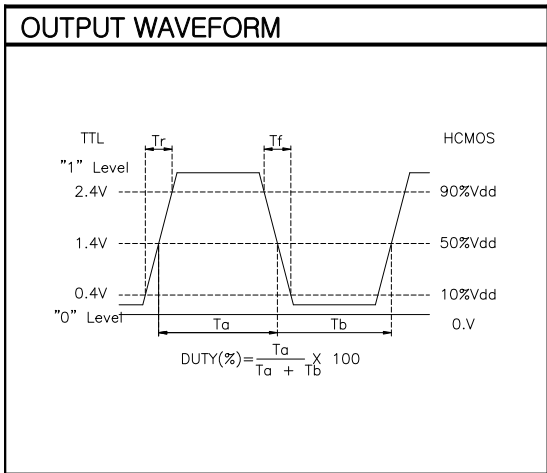 OUTPUT WAVEFORM
TTL Tr Tf HCMOS
"1" Level
2.4V 90%Vdd
1.4V 50%Vdd
0.4V 10%Vdd
"0" Level Ta Tb 0.V
DUTY(%)=Ta/Ta + Tb X 100